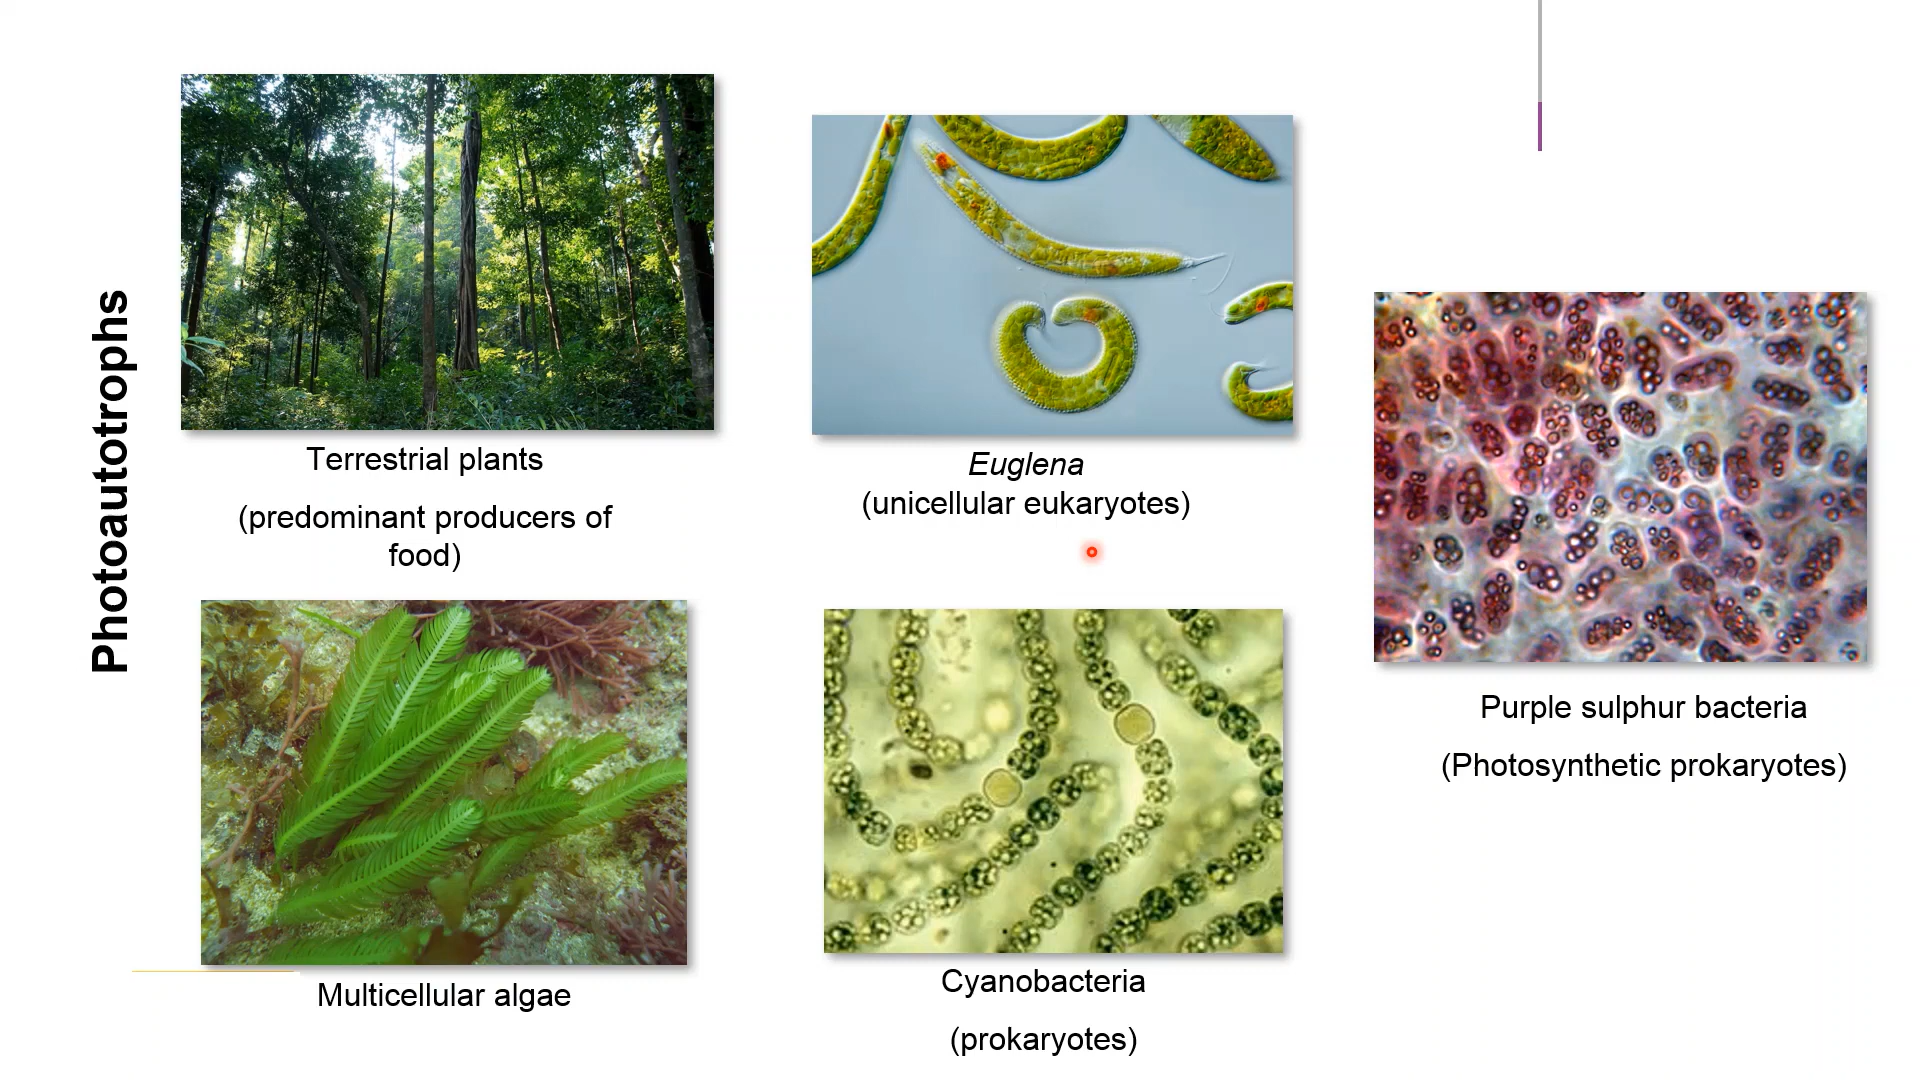 Photoautotrophs
Terrestrial plants
(predominant producers of
food)
Euglena
(unicellular eukaryotes)
Multicellular algae
Cyanobacteria
(prokaryotes)
Purple sulphur bacteria
(Photosynthetic prokaryotes)